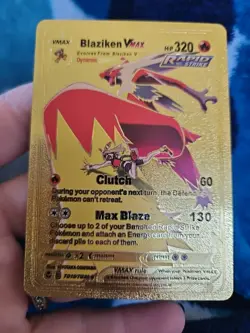 VMAX Blaziken VMAX HP 320
Evolves From Blaziken V
Dynamax
RAPID
STRIKE
Clutch 60
During your opponent's next turn, the Defending
Pokémon can't retreat.
Max Blaze 130
Choose up to 2 of your Benched Rapid Strike
Pokémon and attach an Energy card from your
discard pile to each of them.
VMAX rule